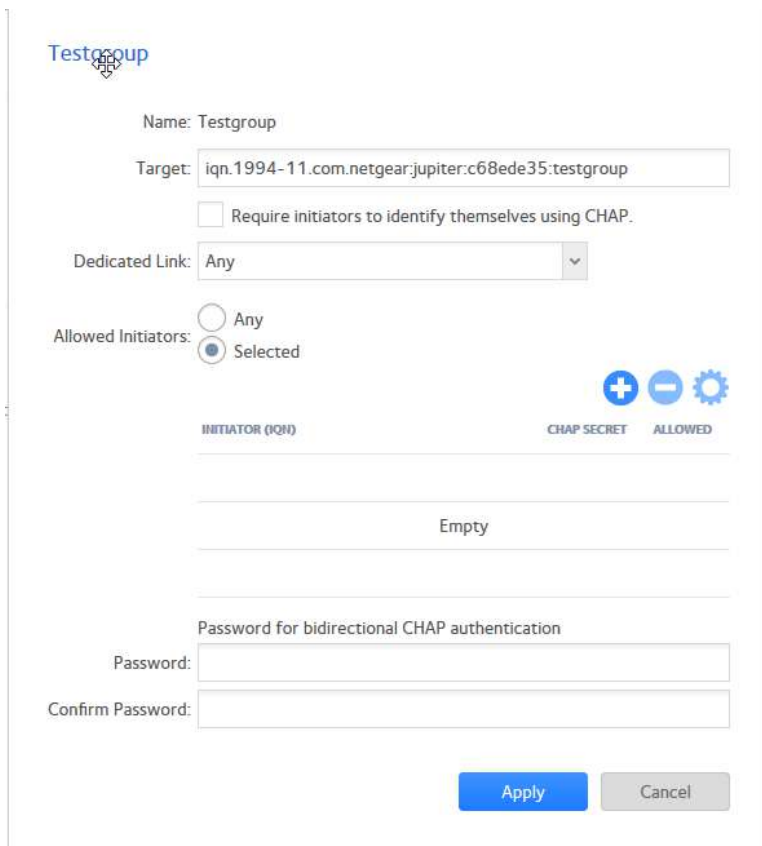 Testgroup
Name: Testgroup
Target: iqn.1994-11.com.netgear:jupiter:c68ede35:testgroup
Require initiators to identify themselves using CHAP.
Dedicated Link: Any
Allowed Initiators:
Any
Selected
INITIATOR (IQN) CHAP SECRET ALLOWED
Empty
Password for bidirectional CHAP authentication
Password:
Confirm Password:
Apply Cancel